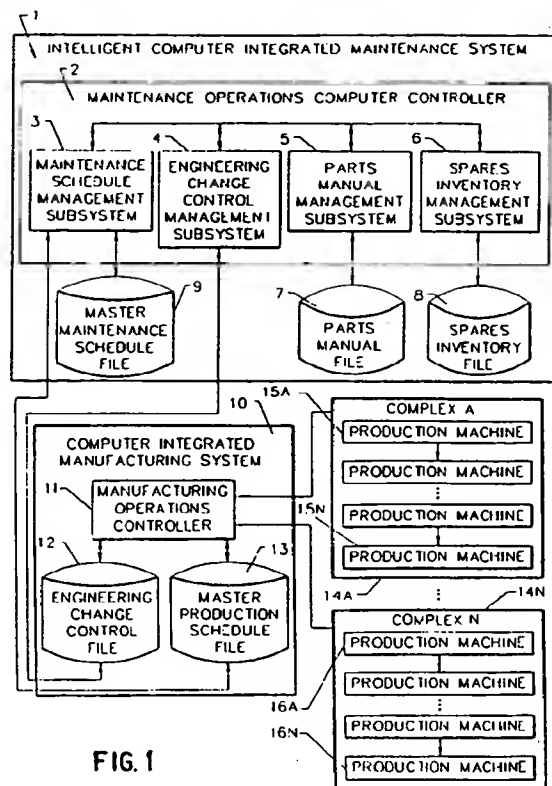 1
INTELLIGENT COMPUTER INTEGRATED MAINTENANCE SYSTEM
2
MAINTENANCE OPERATIONS COMPUTER CONTROLLER
3
MAINTENANCE
SCHEDULE
MANAGEMENT
SUBSYSTEM
4
ENGINEERING
CHANGE
CONTROL
MANAGEMENT
SUBSYSTEM
5
PARTS
MANUAL
MANAGEMENT
SUBSYSTEM
6
SPARES
INVENTORY
MANAGEMENT
SUBSYSTEM
9
MASTER
MAINTENANCE
SCHEDULE
FILE
7
PARTS
MANUAL
FILE
8
SPARES
INVENTORY
FILE
10
COMPUTER INTEGRATED
MANUFACTURING SYSTEM
11
MANUFACTURING
OPERATIONS
CONTROLLER
12
ENGINEERING
CHANGE
CONTROL
FILE
13
MASTER
PRODUCTION
SCHEDULE
FILE
15A
COMPLEX A
PRODUCTION MACHINE
PRODUCTION MACHINE
15N
PRODUCTION MACHINE
PRODUCTION MACHINE
14A
14N
COMPLEX N
PRODUCTION MACHINE
16A
PRODUCTION MACHINE
PRODUCTION MACHINE
16N
PRODUCTION MACHINE
FIG. 1